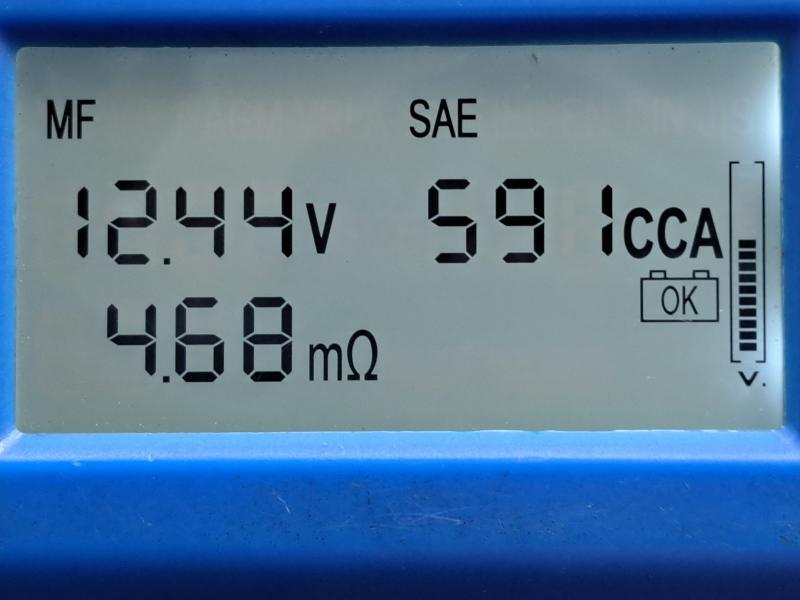 MF SAE
12.44V 591CCA
OK
4.68mΩ
V.